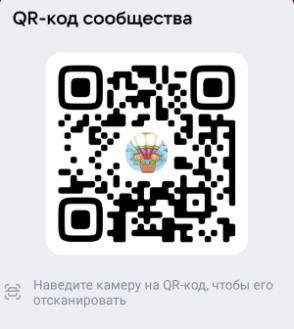 QR-код сообщества
Наведите камеру на QR-код, чтобы его
отсканировать